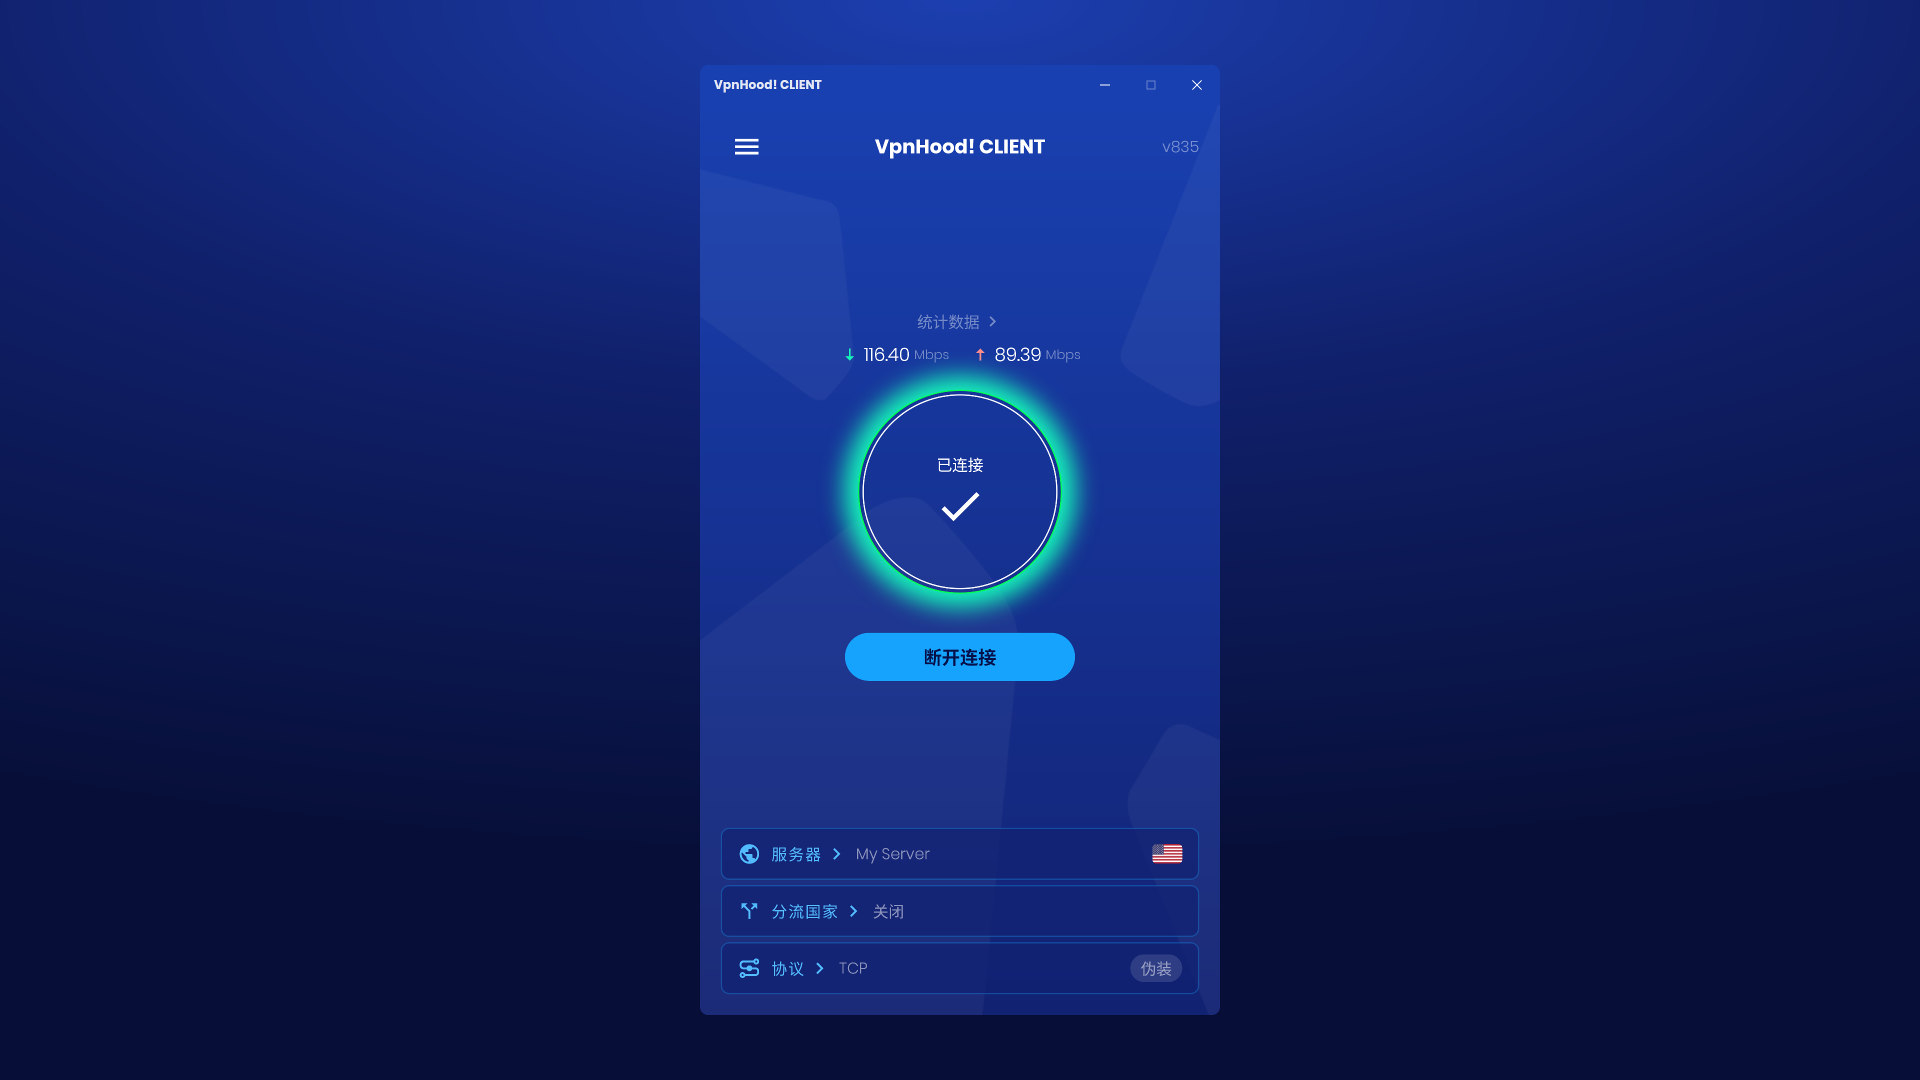 VpnHood! CLIENT
VpnHood! CLIENT
v835
统计数据
116.40 Mbps 89.39 Mbps
已连接
断开连接
服务器 My Server
分流国家 关闭
协议 TCP 伪装